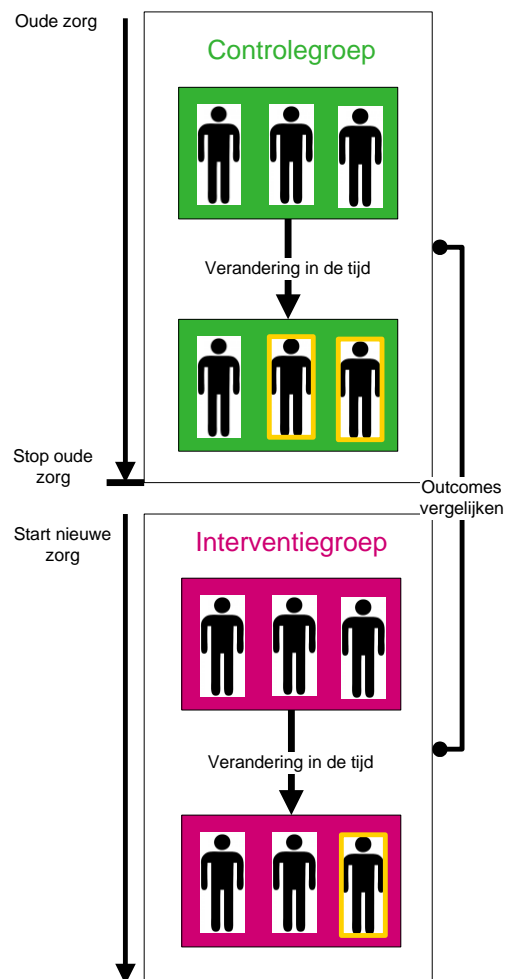 Oude zorg
Controlegroep
Verandering in de tijd
Stop oude
zorg
Outcomes
vergelijken
Start nieuwe
zorg
Interventiegroep
Verandering in de tijd